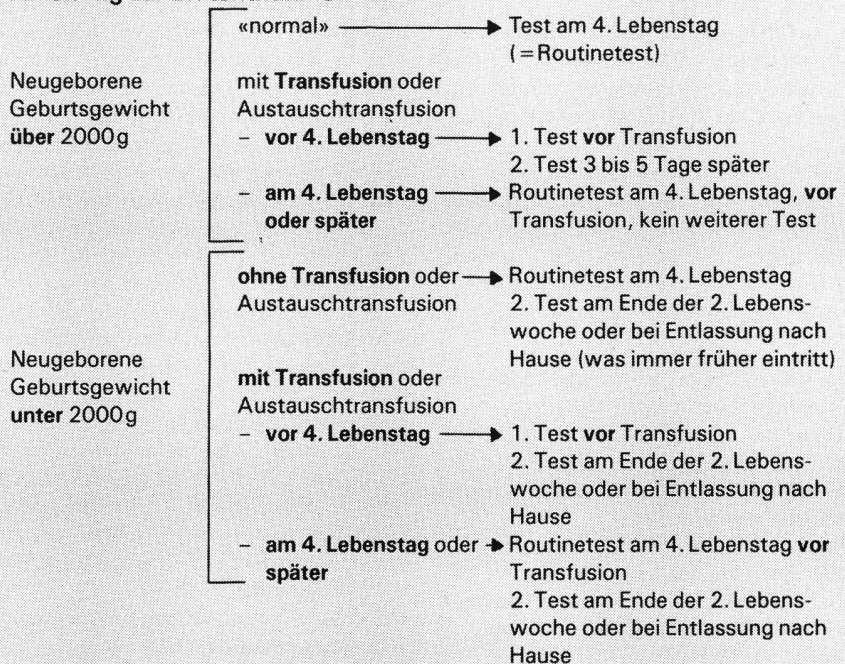 «normal» Test am 4. Lebenstag
(=Routinetest)
Neugeborene
Geburtsgewicht
über 2000g
mit Transfusion oder
Austauschtransfusion
– vor 4. Lebenstag 1. Test vor Transfusion
2. Test 3 bis 5 Tage später
– am 4. Lebenstag Routinetest am 4. Lebenstag, vor
oder später Transfusion, kein weiterer Test
ohne Transfusion oder Routinetest am 4. Lebenstag
Austauschtransfusion 2. Test am Ende der 2. Lebens-
woche oder bei Entlassung nach
Hause (was immer früher eintritt)
Neugeborene
Geburtsgewicht
unter 2000g
mit Transfusion oder
Austauschtransfusion
– vor 4. Lebenstag 1. Test vor Transfusion
2. Test am Ende der 2. Lebens-
woche oder bei Entlassung nach
Hause
– am 4. Lebenstag oder Routinetest am 4. Lebenstag vor
später Transfusion
2. Test am Ende der 2. Lebens-
woche oder bei Entlassung nach
Hause